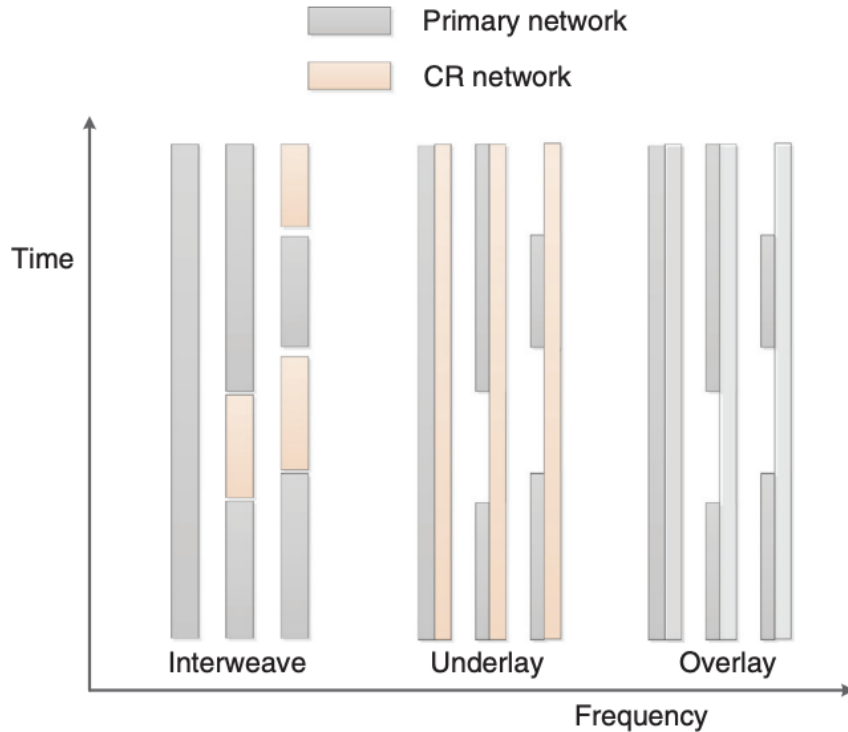 Primary network
CR network
Time
Interweave
Underlay
Overlay
Frequency